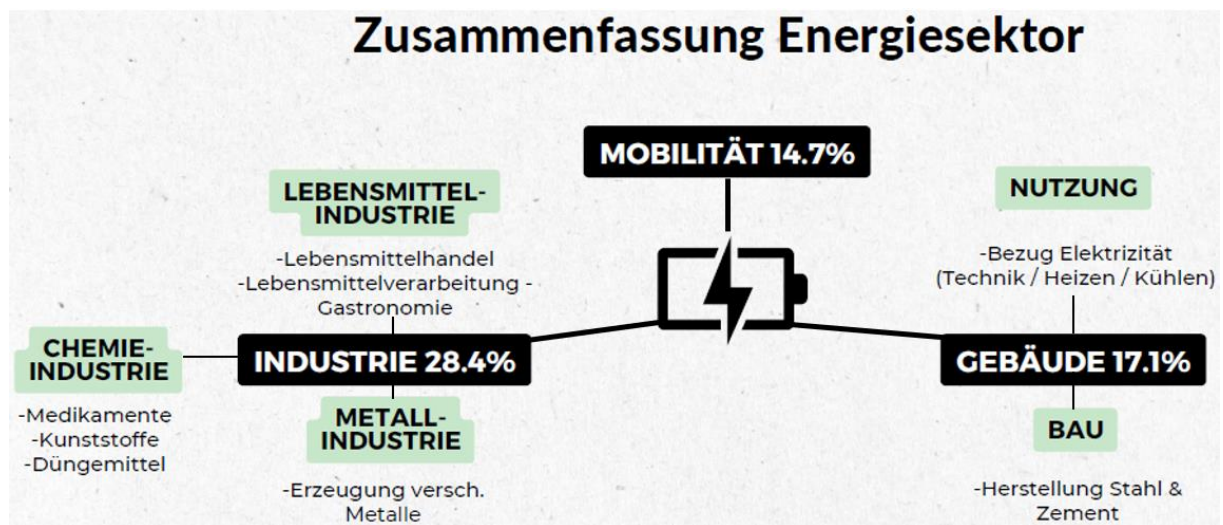 Zusammenfassung Energiesektor
MOBILITÄT 14.7%
LEBENSMITTEL-
INDUSTRIE
-Lebensmittelhandel
-Lebensmittelverarbeitung -
Gastronomie
CHEMIE-
INDUSTRIE
-Medikamente
-Kunststoffe
-Düngemittel
INDUSTRIE 28.4%
METALL-
INDUSTRIE
-Erzeugung versch.
Metalle
NUTZUNG
-Bezug Elektrizität
(Technik / Heizen / Kühlen)
GEBÄUDE 17.1%
BAU
-Herstellung Stahl &
Zement